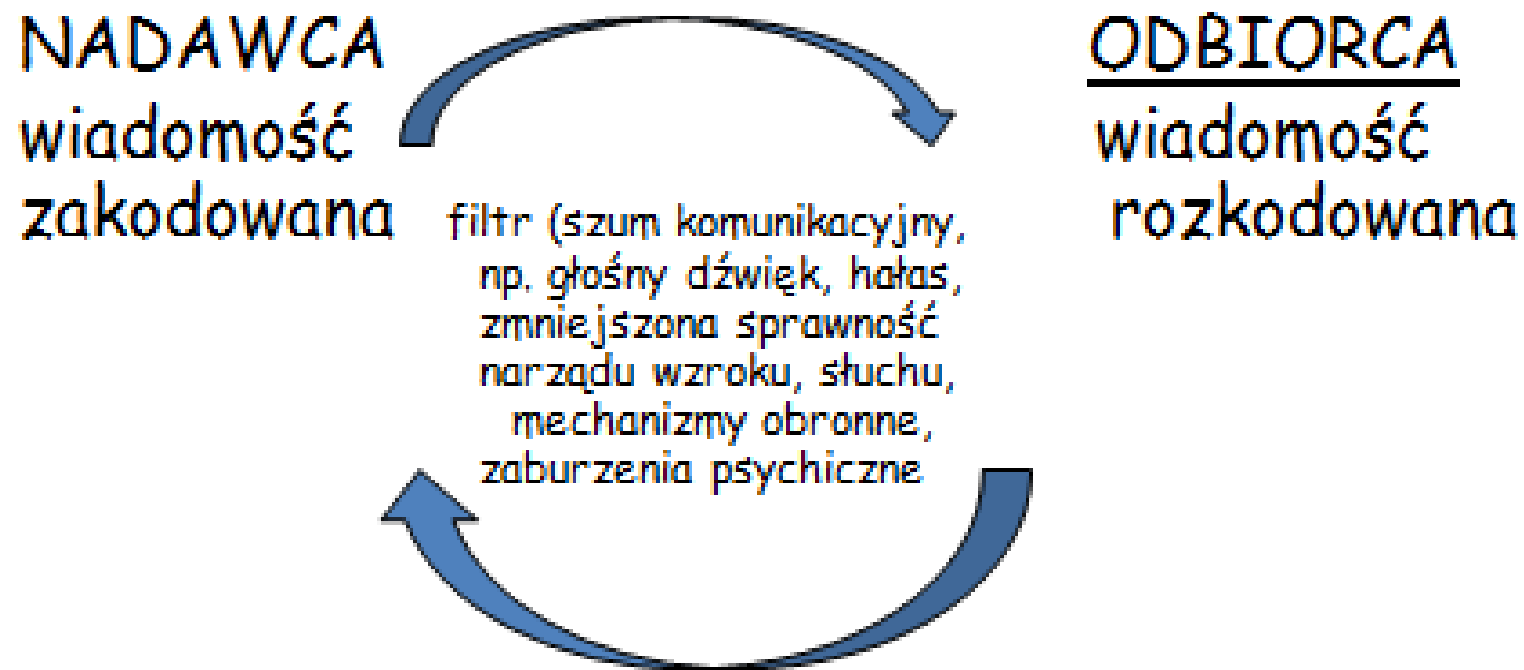 NADAWCA
wiadomość
zakodowana
filtr (szum komunikacyjny,
np. głośny dźwięk, hałas,
zmniejszona sprawność
narządu wzroku, słuchu,
mechanizmy obronne,
zaburzenia psychiczne
ODBIORCA
wiadomość
rozkodowana